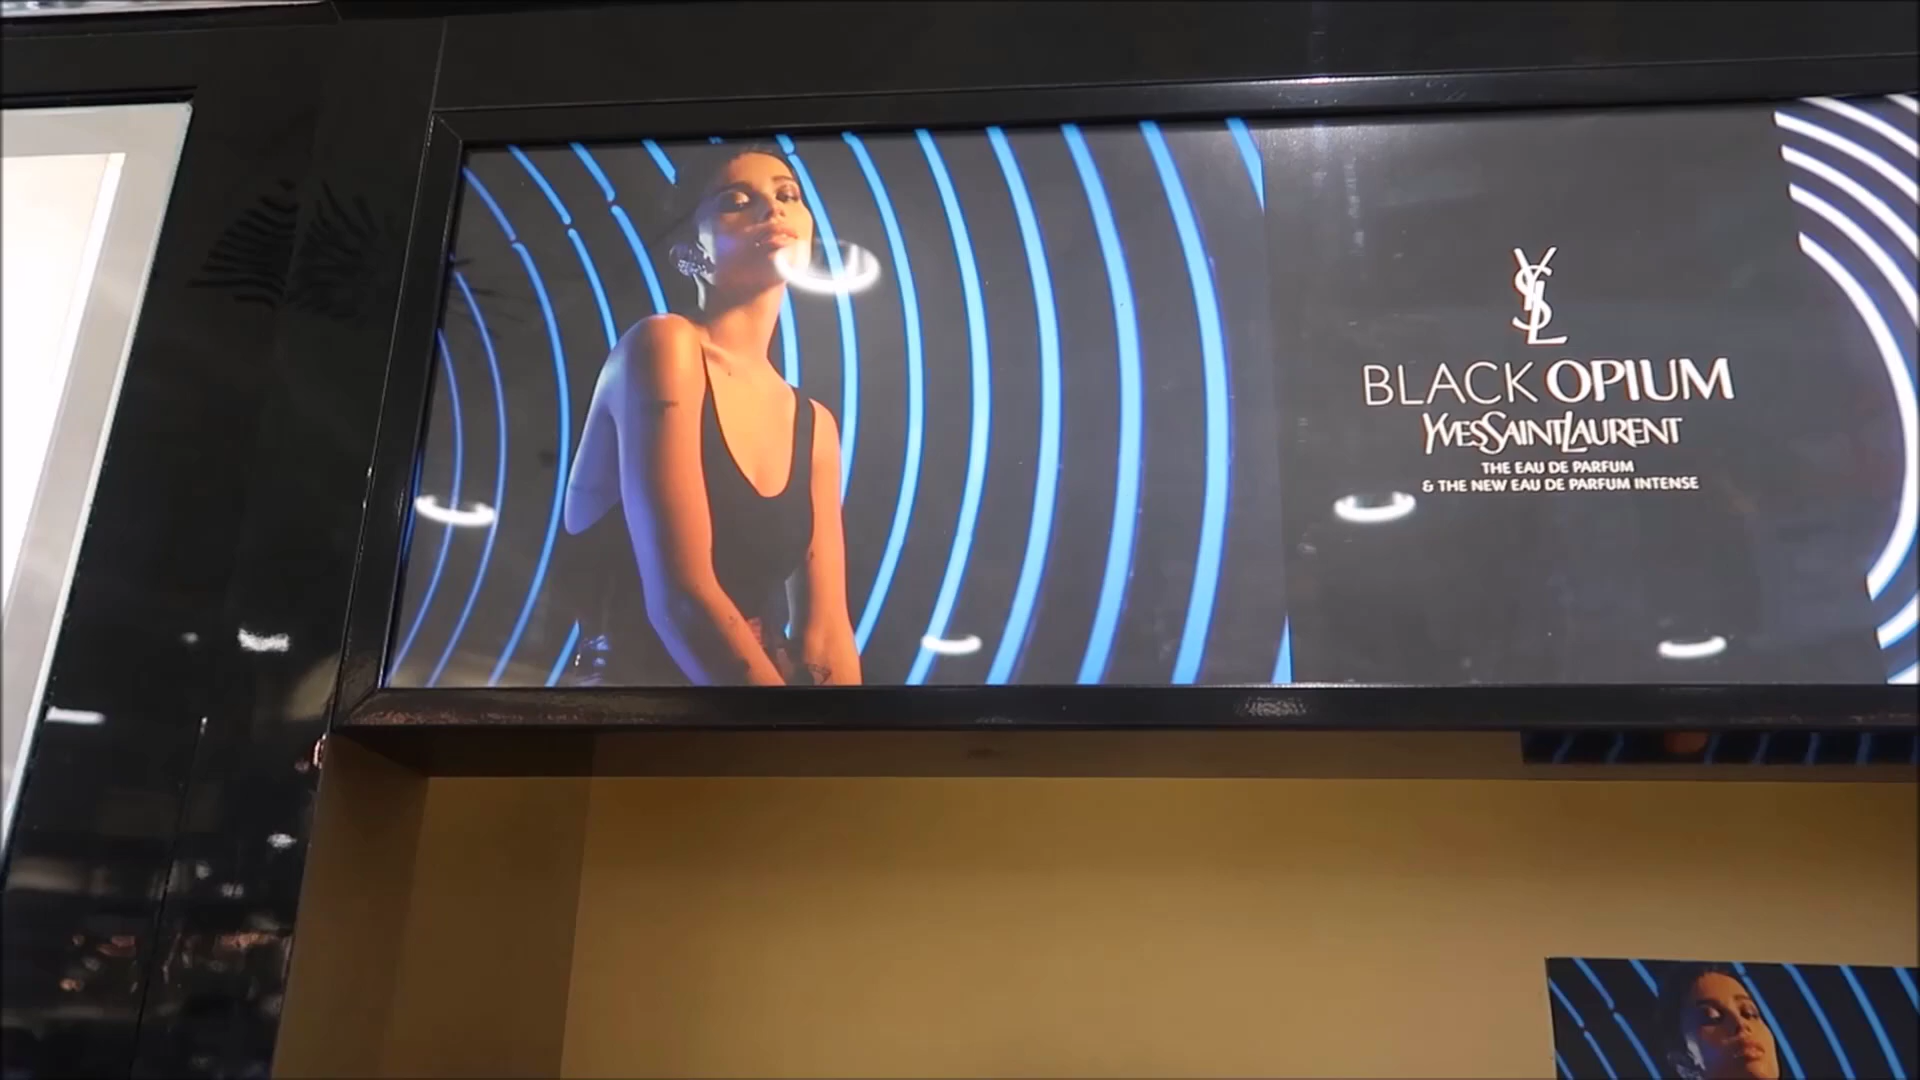 YSL
BLACK OPIUM
YVESSAINTLAURENT
THE EAU DE PARFUM
& THE NEW EAU DE PARFUM INTENSE